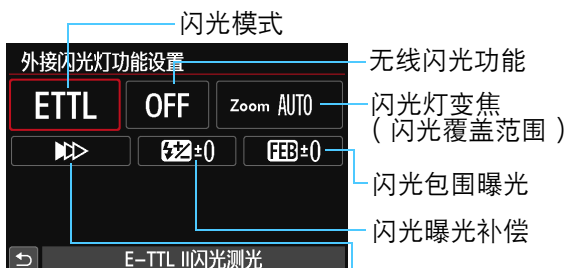 闪光模式
外接闪光灯功能设置
无线闪光功能
ETTL OFF Zoom AUTO
闪光灯变焦
(闪光覆盖范围)
±0 FEB±0
闪光包围曝光
闪光曝光补偿
E-TTL II闪光测光